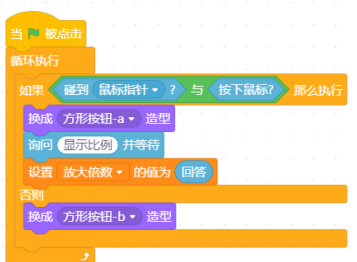 当 被点击
循环执行
如果 碰到 鼠标指针 ? 与 按下鼠标? 那么执行
换成 方形按钮-a 造型
询问 显示比例 并等待
设置 放大倍数 的值为 回答
否则
换成 方形按钮-b 造型